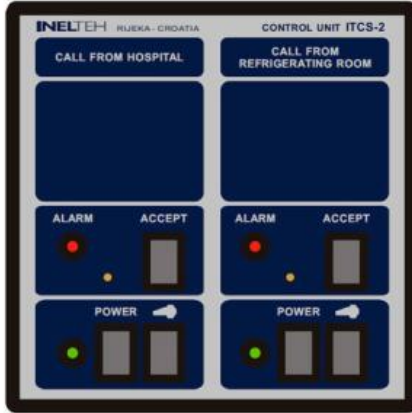 INELTEH RIJEKA - CROATIA CONTROL UNIT ITCS-2
CALL FROM HOSPITAL
CALL FROM
REFRIGERATING ROOM
ALARM ACCEPT
ALARM ACCEPT
POWER
POWER